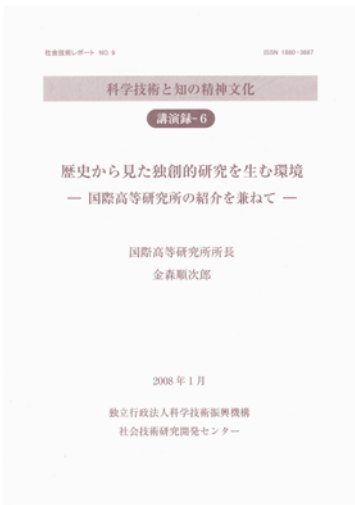 社会技術レポート NO. 9
ISSN 1880-3687
科学技術と知の精神文化
講演録-6
歴史から見た独創的研究を生む環境
― 国際高等研究所の紹介を兼ねて ―
国際高等研究所所長
金森順次郎
2008年1月
独立行政法人科学技術振興機構
社会技術研究開発センター